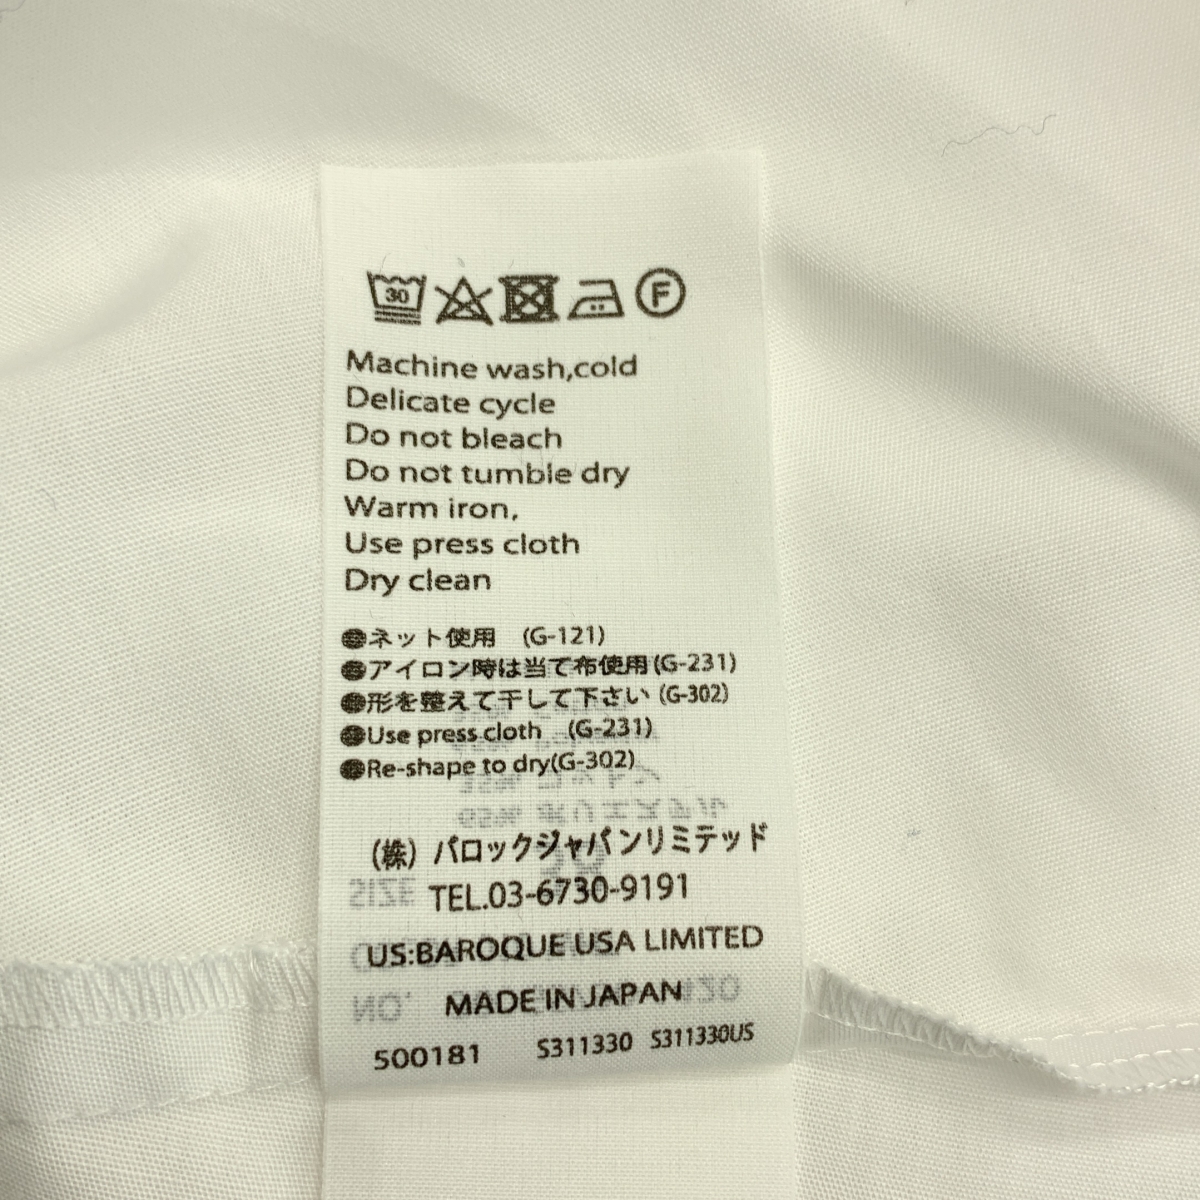 30 F
Machine wash,cold
Delicate cycle
Do not bleach
Do not tumble dry
Warm iron,
Use press cloth
Dry clean
●ネット使用 (G-121)
●アイロン時は当て布使用(G-231)
●形を整えて干して下さい (G-302)
●Use press cloth (G-231)
●Re-shape to dry(G-302)
(株) バロックジャパンリミテッド
TEL.03-6730-9191
US:BAROQUE USA LIMITED
MADE IN JAPAN
500181 S311330 S311330US